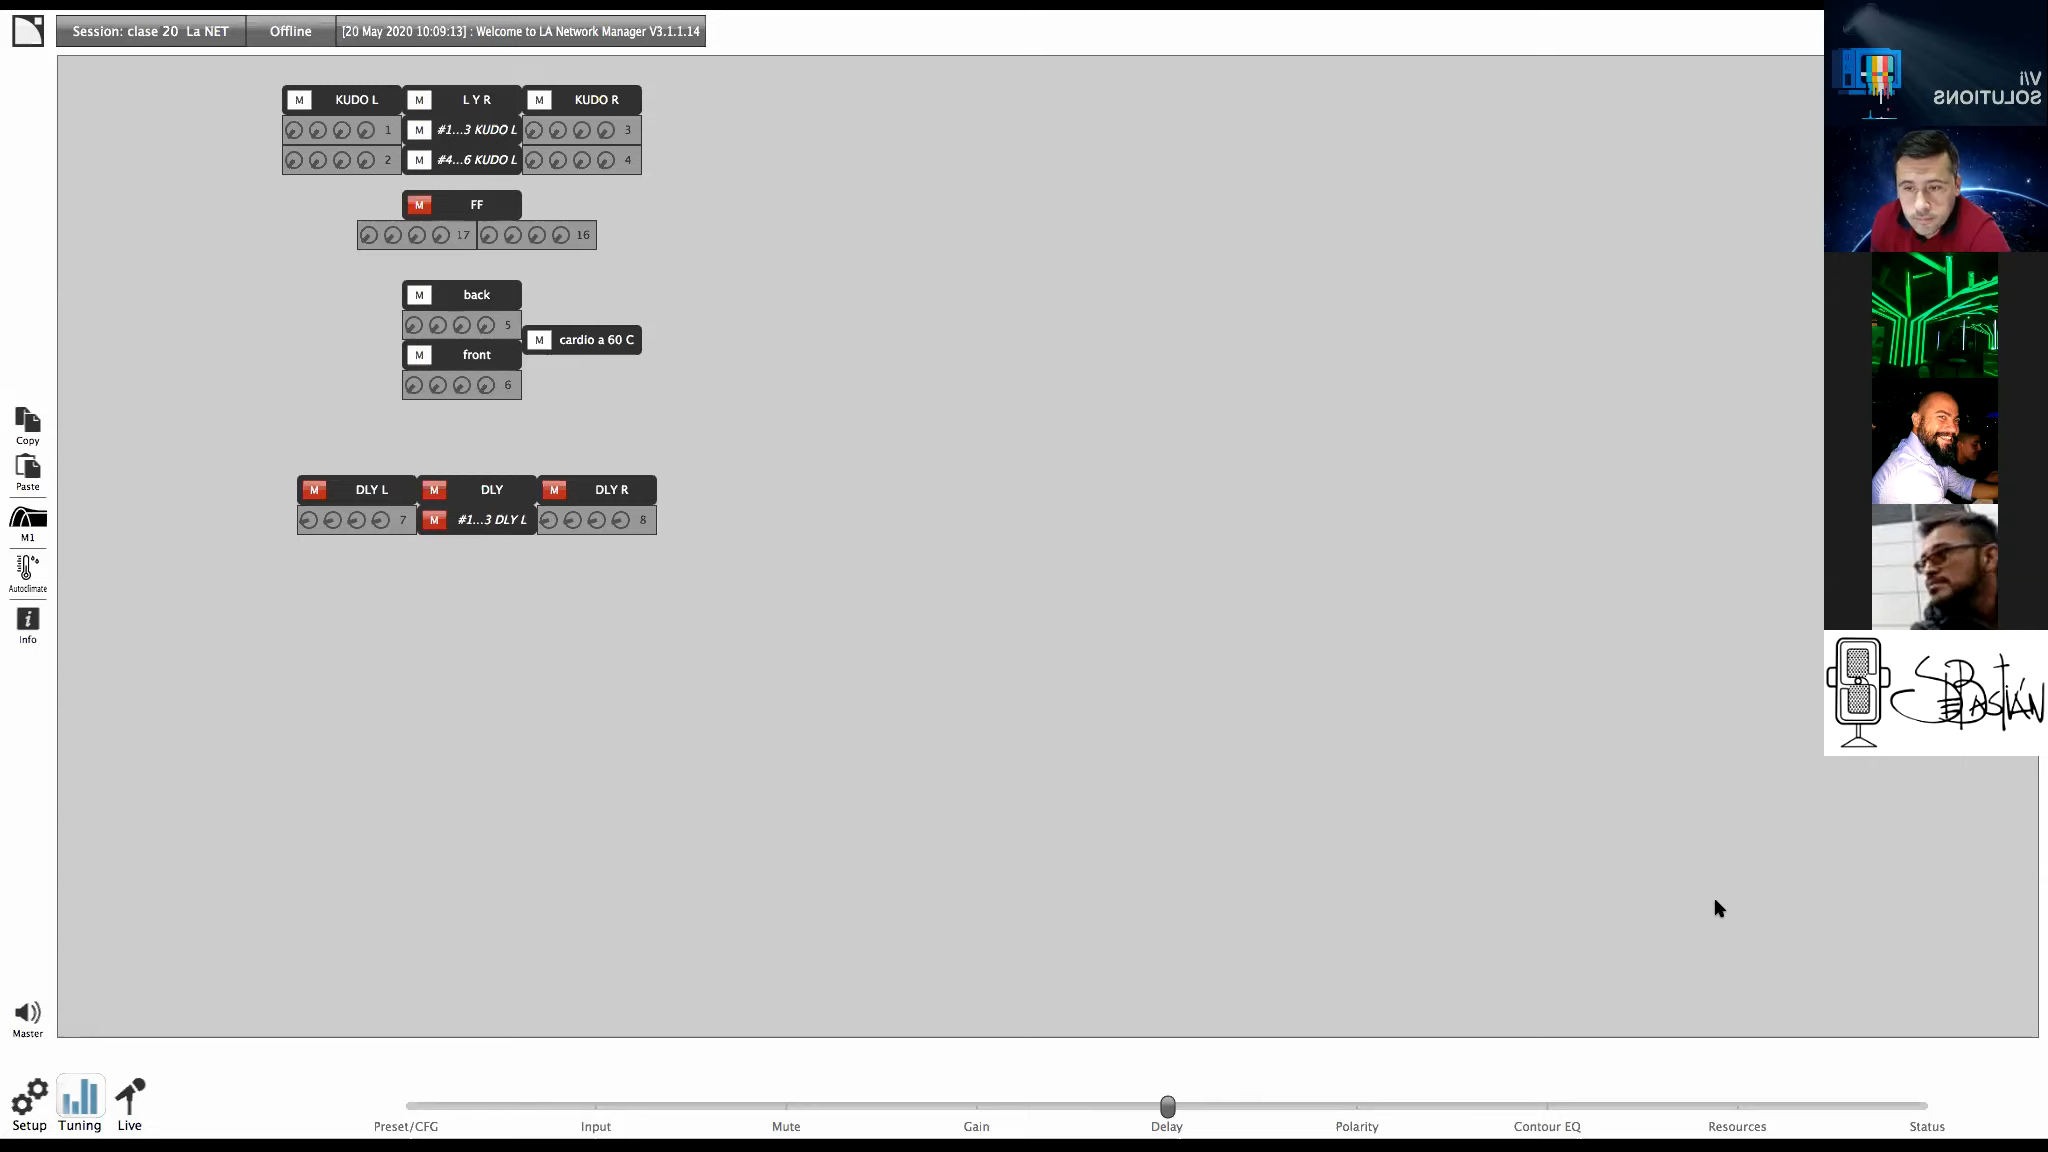 Session: clase 20 La NET
Offline
[20 May 2020 10:09:13] : Welcome to LA Network Manager V3.1.1.14
M KUDO L M L Y R M KUDO R
1 M #1...3 KUDO L 3
2 M #4...6 KUDO L 4
M FF
17 16
M back
5
M cardio a 60 C
M front
6
M DLY L M DLY M DLY R
7 M #1...3 DLY L 8
Copy
Paste
M1
Autoclimate
i
Info
Master
Setup
Tuning
Live
Preset/CFG
Input
Mute
Gain
Delay
Polarity
Contour EQ
Resources
Status
V/i
SOLUTIONS
SEBASTIÁN